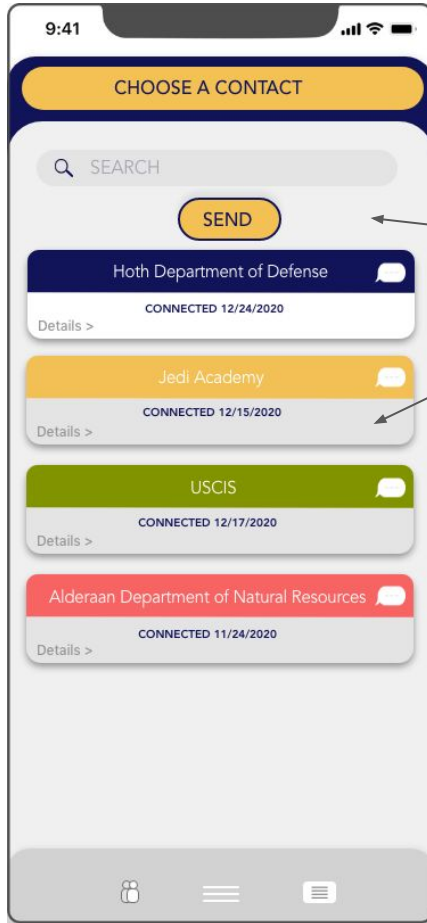 9:41
CHOOSE A CONTACT
SEARCH
SEND
Hoth Department of Defense
CONNECTED 12/24/2020
Details >
Jedi Academy
CONNECTED 12/15/2020
Details >
USCIS
CONNECTED 12/17/2020
Details >
Alderaan Department of Natural Resources
CONNECTED 11/24/2020
Details >